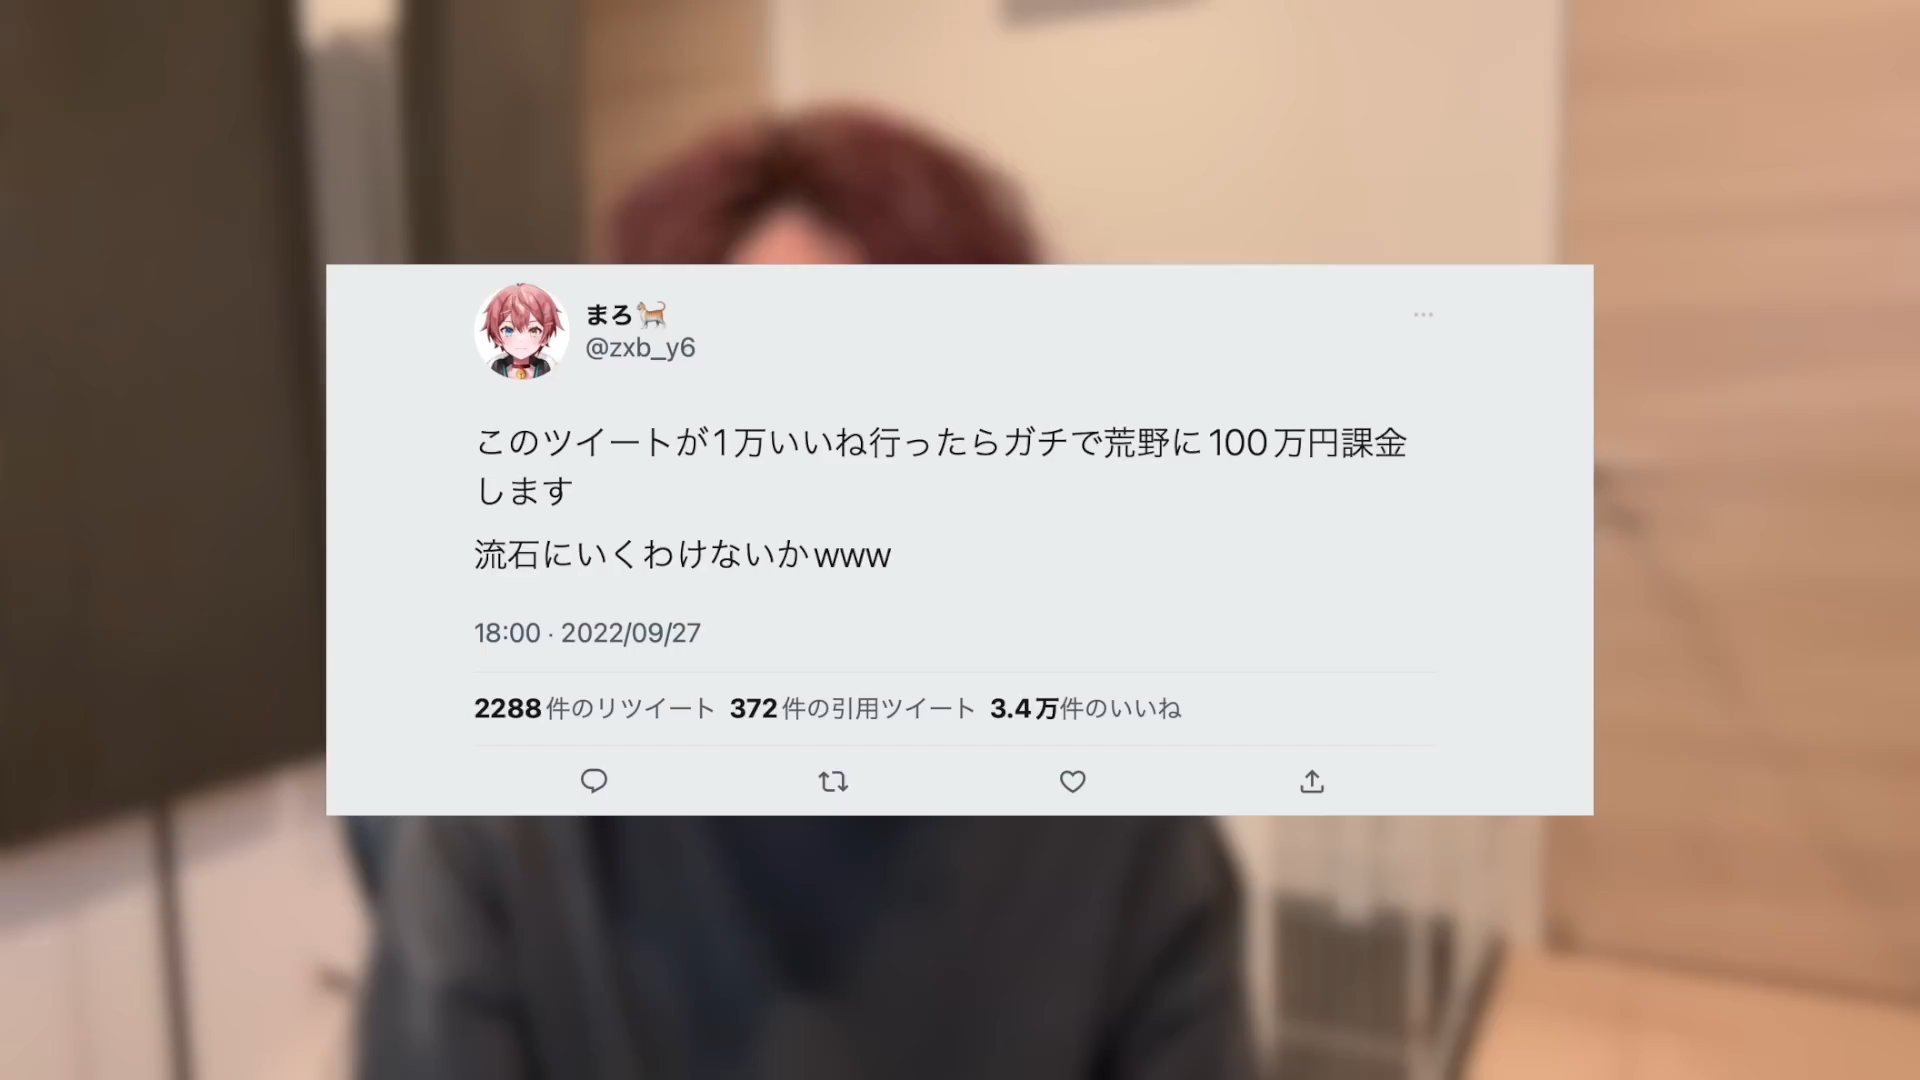 まろ🐈
@zxb_y6
このツイートが1万いいね行ったらガチで荒野に100万円課金
します
流石にいくわけないかwww
18:00 · 2022/09/27
2288件のリツイート 372件の引用ツイート 3.4万件のいいね